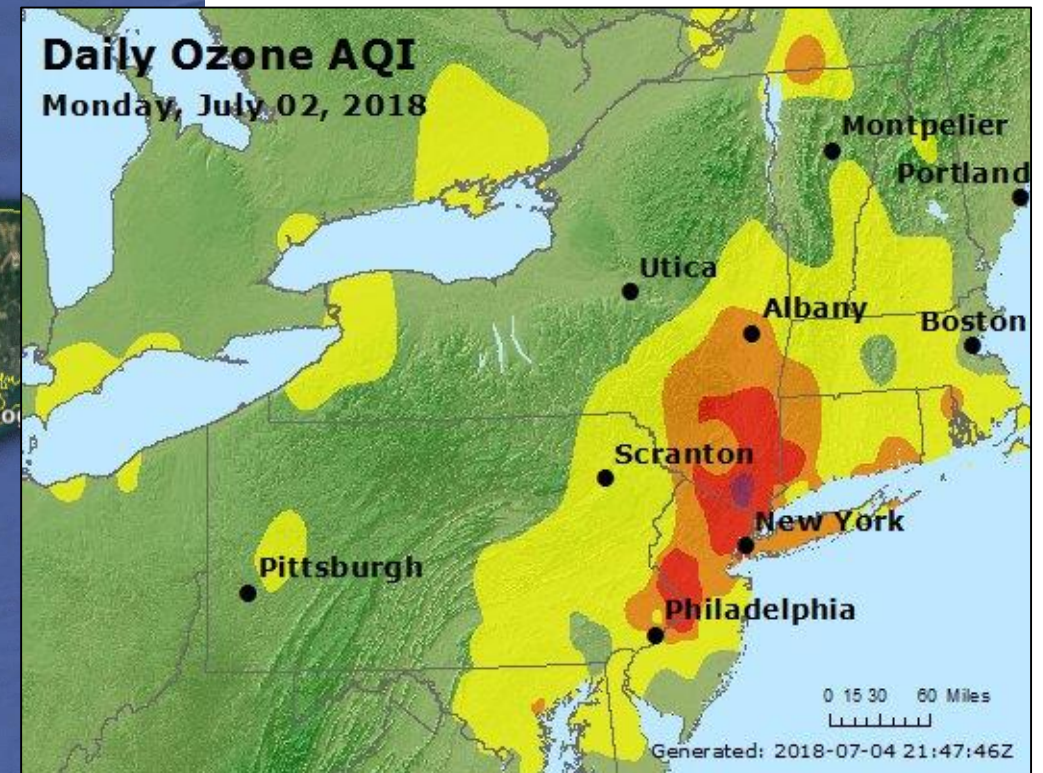 Daily Ozone AQI
Monday, July 02, 2018
Montpelier
Portland
Utica
Albany
Boston
Scranton
New York
Pittsburgh
Philadelphia
0 15 30 60 Miles
Generated: 2018-07-04 21:47:46Z